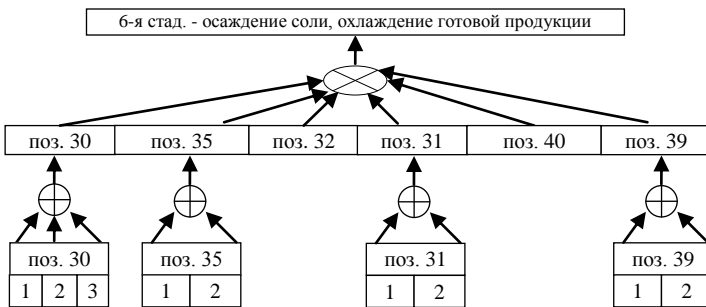 6-я стад. - осаждение соли, охлаждение готовой продукции
поз. 30 поз. 35 поз. 32 поз. 31 поз. 40 поз. 39
поз. 30 поз. 35 поз. 31 поз. 39
1 2 3 1 2 1 2 1 2